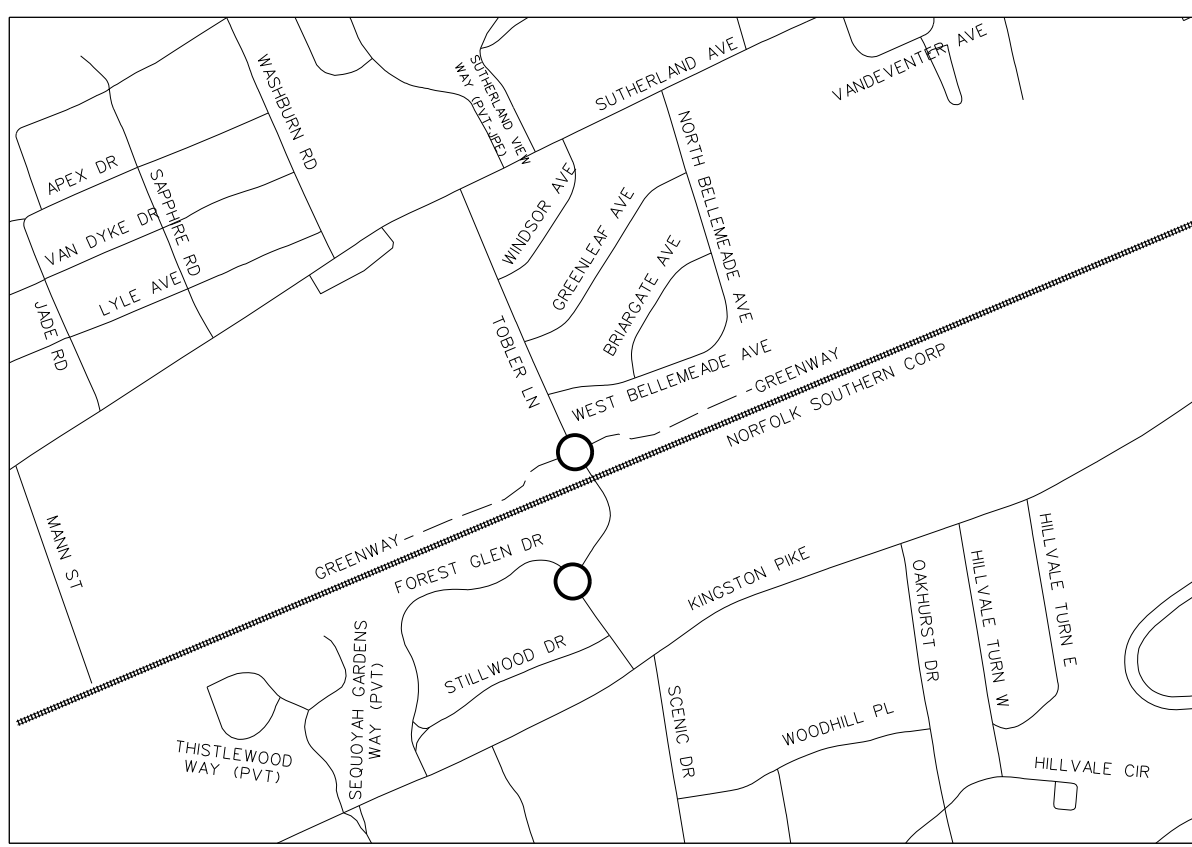 WASHBURN RD
SUTHERLAND VIEW
WAY (PVT-JPE)
SUTHERLAND AVE
VANDEVENTER AVE
APEX DR
SAPPHIRE RD
VAN DYKE DR
LYLE AVE
JADE RD
WINDSOR AVE
GREENLEAF AVE
BRIARGATE AVE
NORTH BELLEMEADE AVE
TOBLER LN
WEST BELLEMEADE AVE
GREENWAY
NORFOLK SOUTHERN CORP
MANN ST
GREENWAY
FOREST GLEN DR
KINGSTON PIKE
OAKHURST DR
HILLVALE TURN W
HILLVALE TURN E
STILLWOOD DR
SEQUOYAH GARDENS
WAY (PVT)
SCENIC DR
WOODHILL PL
THISTLEWOOD
WAY (PVT)
HILLVALE CIR